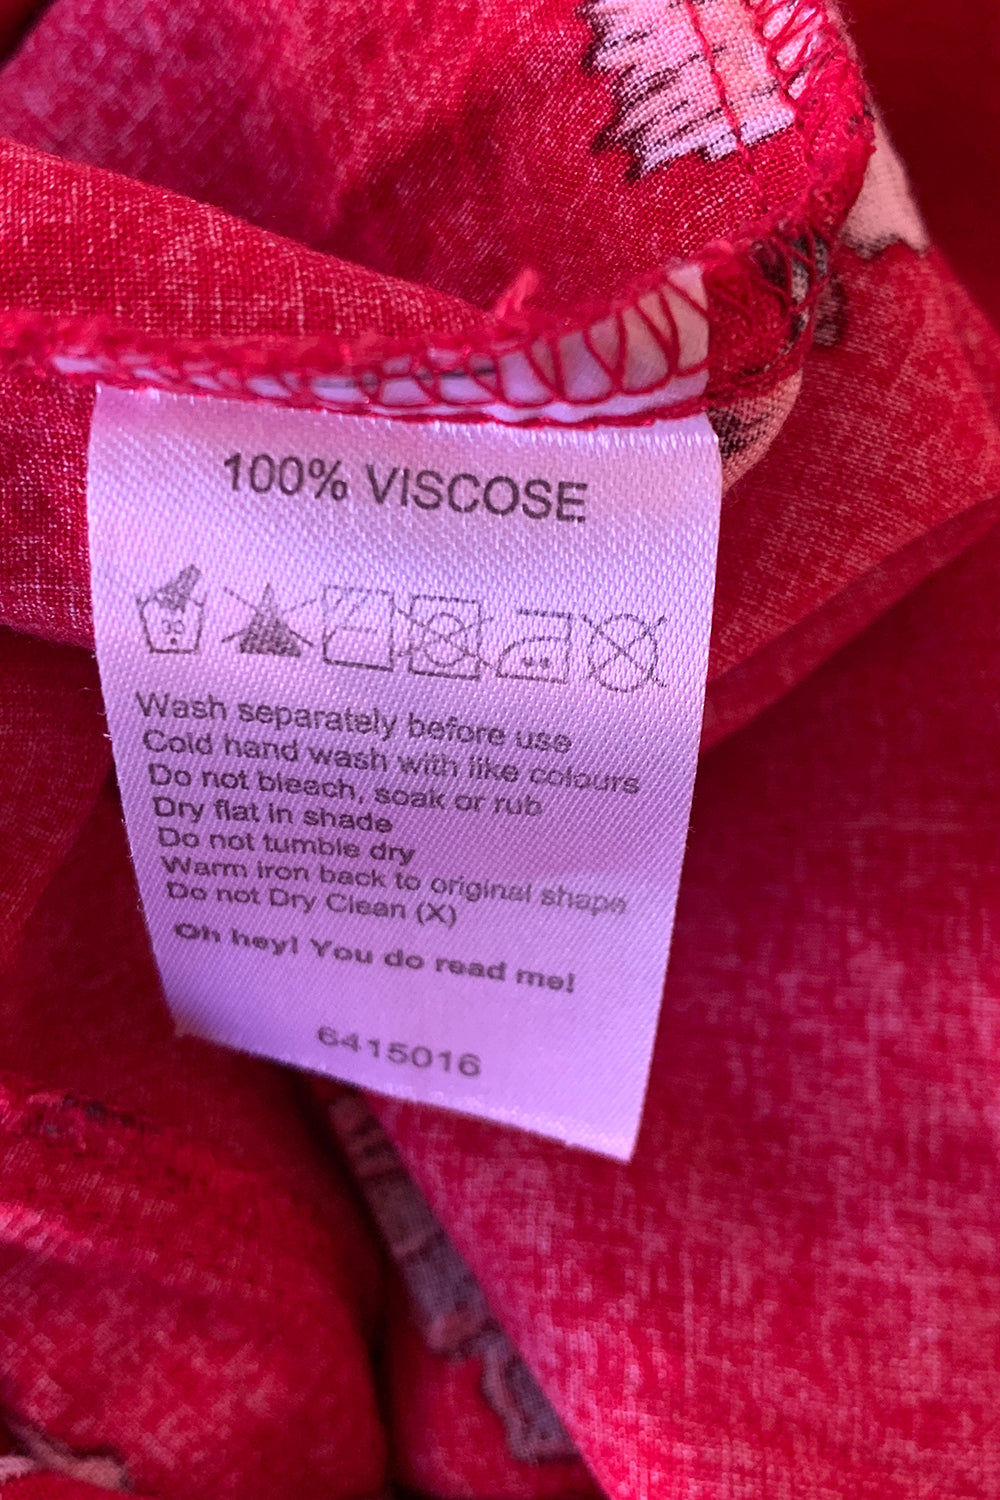 100% VISCOSE
30
Wash separately before use
Cold hand wash with like colours
Do not bleach, soak or rub
Dry flat in shade
Do not tumble dry
Warm iron back to original shape
Do not Dry Clean (X)
Oh hey! You do read me!
6415016